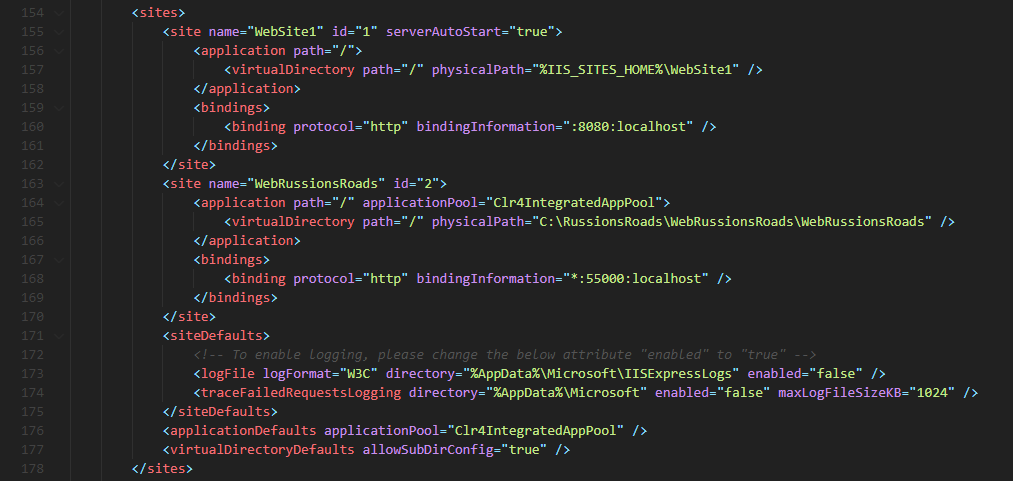 154 <sites>
155 <site name="WebSite1" id="1" serverAutoStart="true">
156 <application path="/">
157 <virtualDirectory path="/" physicalPath="%IIS_SITES_HOME%\WebSite1" />
158 </application>
159 <bindings>
160 <binding protocol="http" bindingInformation=":8080:localhost" />
161 </bindings>
162 </site>
163 <site name="WebRussionsRoads" id="2">
164 <application path="/" applicationPool="Clr4IntegratedAppPool">
165 <virtualDirectory path="/" physicalPath="C:\RussionsRoads\WebRussionsRoads\WebRussionsRoads" />
166 </application>
167 <bindings>
168 <binding protocol="http" bindingInformation="*:55000:localhost" />
169 </bindings>
170 </site>
171 <siteDefaults>
172 <!-- To enable logging, please change the below attribute "enabled" to "true" -->
173 <logFile logFormat="W3C" directory="%AppData%\Microsoft\IISExpressLogs" enabled="false" />
174 <traceFailedRequestsLogging directory="%AppData%\Microsoft" enabled="false" maxLogFileSizeKB="1024" />
175 </siteDefaults>
176 <applicationDefaults applicationPool="Clr4IntegratedAppPool" />
177 <virtualDirectoryDefaults allowSubDirConfig="true" />
178 </sites>